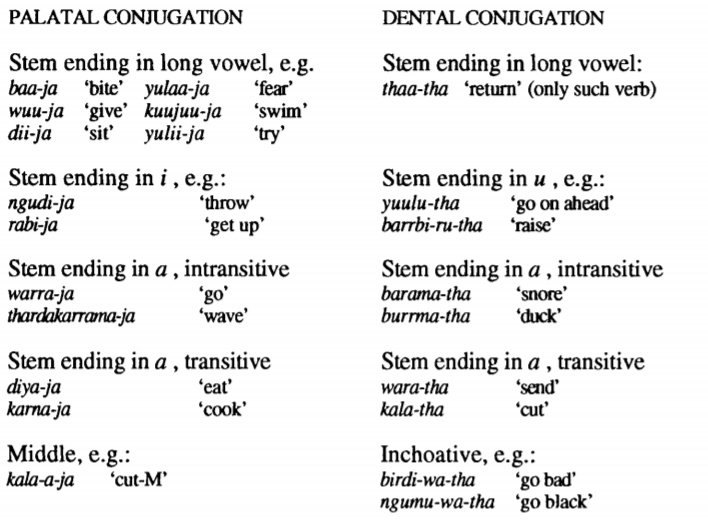 PALATAL CONJUGATION
Stem ending in long vowel, e.g.
baa-ja ‘bite’ yulaa-ja ‘fear’
wuu-ja ‘give’ kuujuu-ja ‘swim’
dii-ja ‘sit’ yulii-ja ‘try’
Stem ending in i , e.g.:
ngudi-ja ‘throw’
rabi-ja ‘get up’
Stem ending in a , intransitive
warra-ja ‘go’
thardakarrama-ja ‘wave’
Stem ending in a , transitive
diya-ja ‘eat’
karna-ja ‘cook’
Middle, e.g.:
kala-a-ja ‘cut-M’
DENTAL CONJUGATION
Stem ending in long vowel:
thaa-tha ‘return’ (only such verb)
Stem ending in u , e.g.:
yuulu-tha ‘go on ahead’
barrbi-ru-tha ‘raise’
Stem ending in a , intransitive
barama-tha ‘snore’
burrma-tha ‘duck’
Stem ending in a , transitive
wara-tha ‘send’
kala-tha ‘cut’
Inchoative, e.g.:
birdi-wa-tha ‘go bad’
ngumu-wa-tha ‘go black’